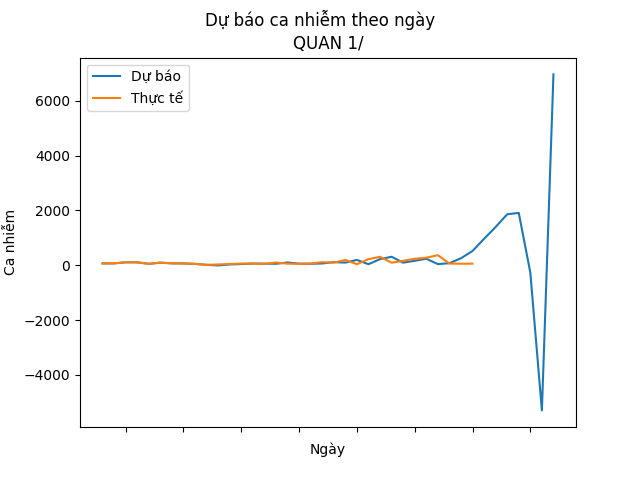 Dự báo ca nhiễm theo ngày
QUAN 1/
Dự báo
Thực tế
6000
4000
2000
0
−2000
−4000
Ca nhiễm
Ngày